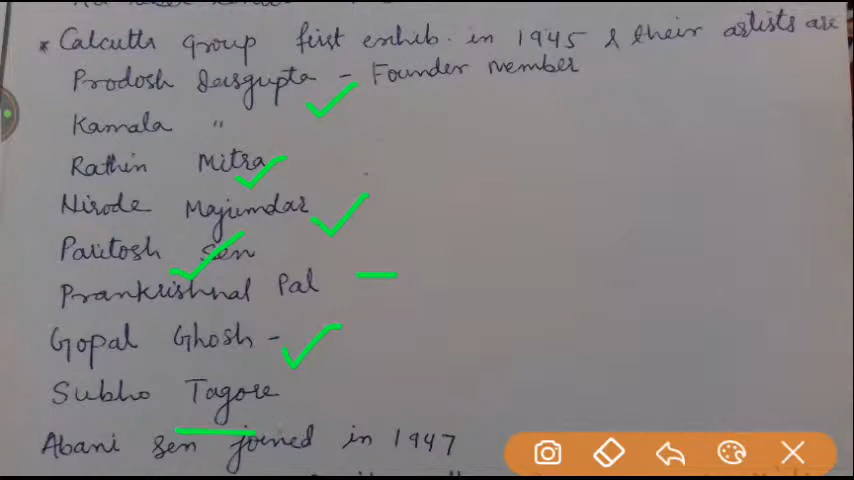 * Calcutta group first exhib. in 1945 & their artists are
Prodosh Dasgupta - Founder member
Kamala "
Rathin Mitra
Nirode Majumdar
Paritosh Sen
Prankrishnal Pal
Gopal Ghosh -
Subho Tagore
Abani Sen joined in 1947